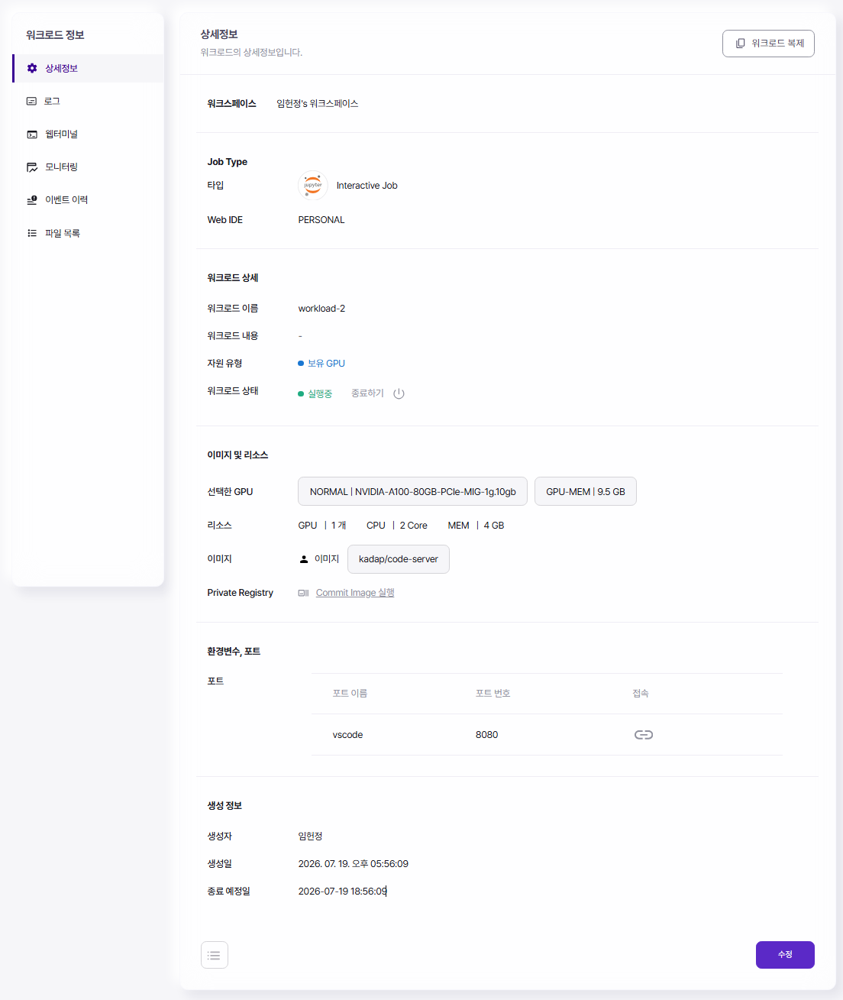 워크로드 정보
상세정보
로그
웹터미널
모니터링
이벤트 이력
파일 목록
상세정보
워크로드의 상세정보입니다.
워크로드 복제
워크스페이스 임헌정's 워크스페이스
Job Type
타입 jupyter Interactive Job
Web IDE PERSONAL
워크로드 상세
워크로드 이름 workload-2
워크로드 내용 -
자원 유형 보유 GPU
워크로드 상태 실행중 종료하기
이미지 및 리소스
선택한 GPU NORMAL | NVIDIA-A100-80GB-PCIe-MIG-1g.10gb GPU-MEM | 9.5 GB
리소스 GPU | 1 개 CPU | 2 Core MEM | 4 GB
이미지 이미지 kadap/code-server
Private Registry Commit Image 실행
환경변수, 포트
포트
포트 이름 포트 번호 접속
vscode 8080
생성 정보
생성자 임헌정
생성일 2026. 07. 19. 오후 05:56:09
종료 예정일 2026-07-19 18:56:09
수정